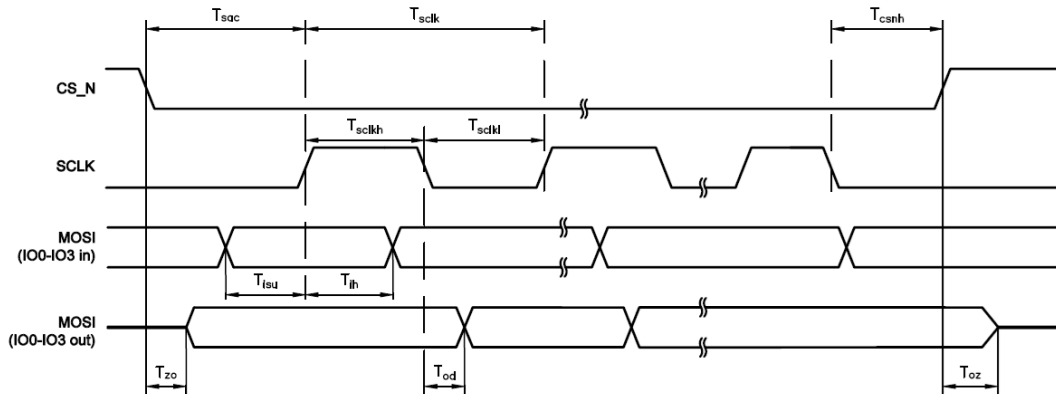 Tsac Tsclk Tcsnh
CS_N
Tsclkh Tsclkl
SCLK
MOSI
(IO0-IO3 in)
Tisu Tih
MOSI
(IO0-IO3 out)
Tzo Tod Toz